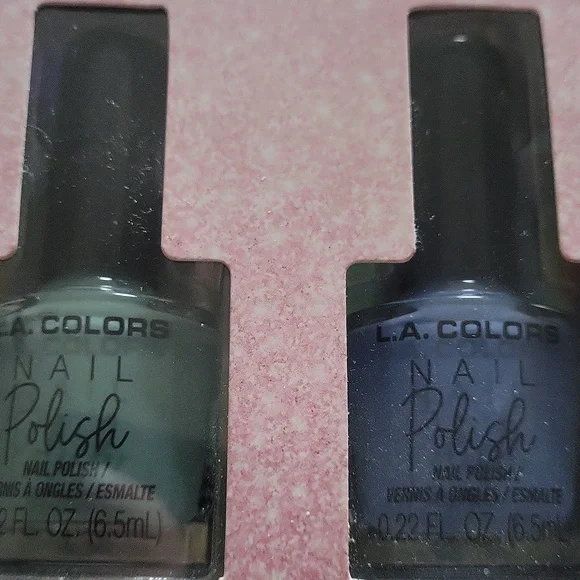 L.A. COLORS
NAIL
Polish
NAIL POLISH /
RNIS À ONGLES / ESMALTE
2 FL. OZ. (6.5mL)
L.A. COLORS
NAIL
Polish
NAIL POLISH /
VERNIS À ONGLES / ESMALTE
0.22 FL. OZ. (6.5mL)